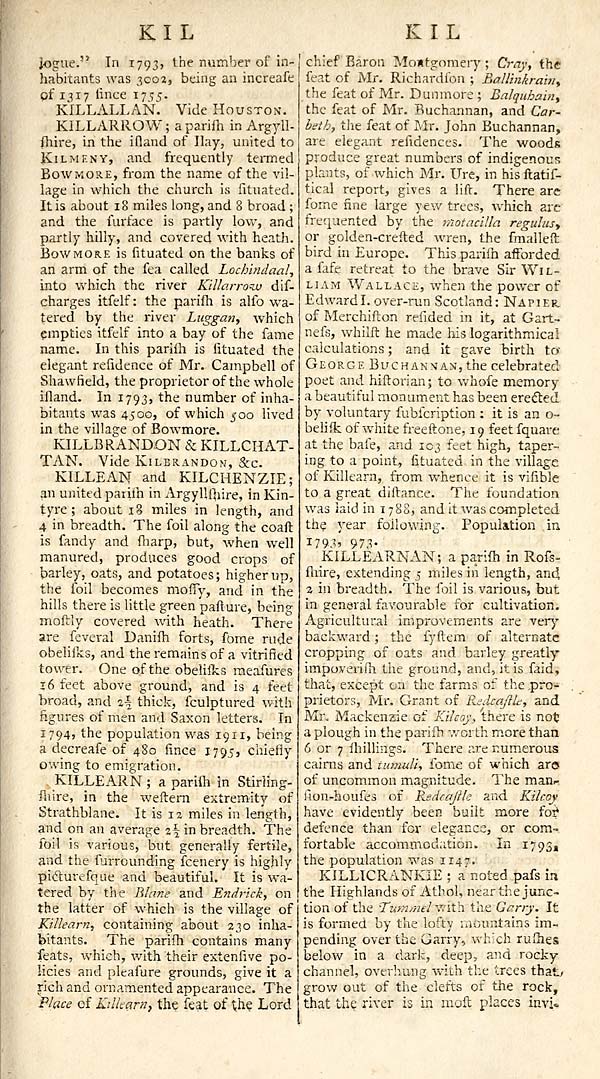 KIL
jogue." In 1793, the number of in-
habitants was 3002, being an increaſe
of 1317 ſince 1755.
KILLALLAN. Vide HOUSTON.
KILLARROW; a pariſh in Argyll-
ſhire, in the iſland of Ilay, united to
KILMENY, and frequently termed
BOWMORE, from the name of the vil-
lage in which the church is ſituated.
It is about 18 miles long, and 8 broad;
and the ſurface is partly low, and
partly hilly, and covered with heath.
BOWMORE is ſituated on the banks of
an arm of the ſea called Lochindaal,
into which the river Killarrow diſ-
charges itſelf: the pariſh is alſo wa-
tered by the river Luggan, which
empties itſelf into a bay of the ſame
name. In this pariſh is ſituated the
elegant reſidence of Mr. Campbell of
Shawfield, the proprietor of the whole
iſland. In 1793, the number of inha-
bitants was 4500, of which 500 lived
in the village of Bowmore.
KILLBRANDON & KILLCHAT-
TAN. Vide KILBRANDON, &c.
KILLEAN and KILCHENZIE;
an united pariſh in Argyllſhire, in Kin-
tyre; about 18 miles in length, and
4 in breadth. The ſoil along the coaſt
is ſandy and ſharp, but, when well
manured, produces good crops of
barley, oats, and potatoes; higher up,
the ſoil becomes moſſy, and in the
hills there is little green paſture, being
moſtly covered with heath. There
are ſeveral Daniſh forts, ſome rude
obeliſks, and the remains of a vitrified
tower. One of the obeliſks meaſures
16 feet above ground, and is 4 feet
broad, and 2½ thick, ſculptured with
figures of men and Saxon letters. In
1794, the population was 1911, being
a decreaſe of 480 ſince 1795, chiefly
owing to emigration.
KILLEARN; a pariſh in Stirling-
ſhire, in the weſtern extremity of
Strathblane. It is 12 miles in length,
and on an average 2½ in breadth. The
ſoil is various, but generally fertile,
and the ſurrounding ſcenery is highly
pictureſque and beautiful. It is wa-
tered by the Blane and Endrick, on
the latter of which is the village of
Killearn, containing about 230 inha-
bitants. The pariſh contains many
ſeats, which, with their extenſive po-
licies and pleaſure grounds, give it a
rich and ornamented appearance. The
Place of Killearn, the ſeat of the Lord
KIL
chief Baron Montgomery; Cray, the
ſeat of Mr. Richardſon; Ballinkrain,
the ſeat of Mr. Dunmore; Balquhain,
the ſeat of Mr. Buchannan, and Car-
beth, the ſeat of Mr. John Buchannan,
are elegant reſidences. The woods
produce great numbers of indigenous
plants, of which Mr. Ure, in his ſtatiſ-
tical report, gives a liſt. There are
ſome fine large yew trees, which are
frequented by the motacilla regulus,
or golden-creſted wren, the ſmalleſt
bird in Europe. This pariſh afforded
a ſafe retreat to the brave Sir WIL-
LIAM WALLACE, when the power of
Edward I. over-run Scotland: NAPIER
of Merchiſton reſided in it, at Gart-
neſs, whilſt he made his logarithmical
calculations; and it gave birth to
GEORGE BUCHANNAN, the celebrated
poet and hiſtorian; to whoſe memory
a beautiful monument has been erected
by voluntary ſubſcription: it is an o-
beliſk of white freeſtone, 19 feet ſquare
at the baſe, and 103 feet high, taper-
ing to a point, ſituated in the village
of Killearn, from whence it is viſible
to a great diſtance. The foundation
was laid in 1788, and it was completed
the year following. Population in
1793, 973.
KILLEARNAN; a pariſh in Roſs-
ſhire, extending 5 miles in length, and
2 in breadth. The ſoil is various, but
in general favourable for cultivation.
Agricultural improvements are very
backward; the ſyſtem of alternate
cropping of oats and barley greatly
impoveriſh the ground, and, it is ſaid,
that, except on the farms of the pro-
prietors, Mr. Grant of Redcaſtle, and
Mr. Mackenzie of Kilcoy, there is not
a plough in the pariſh worth more than
6 or 7 ſhillings. There are numerous
cairns and tumuli, ſome of which are
of uncommon magnitude. The man-
ſion-houſes of Redcaſtle and Kilcoy
have evidently been built more for
defence than for elegance, or com-
fortable accommodation. In 1793,
the population was 1147.
KILLICRANKIE; a noted paſs in
the Highlands of Athol, near the junc-
tion of the Tummel with the Garry. It
is formed by the lofty mountains im-
pending over the Garry, which ruſhes
below in a dark, deep, and rocky
channel, overhung with the trees that
grow out of the clefts of the rock,
that the river is in moſt places invi-